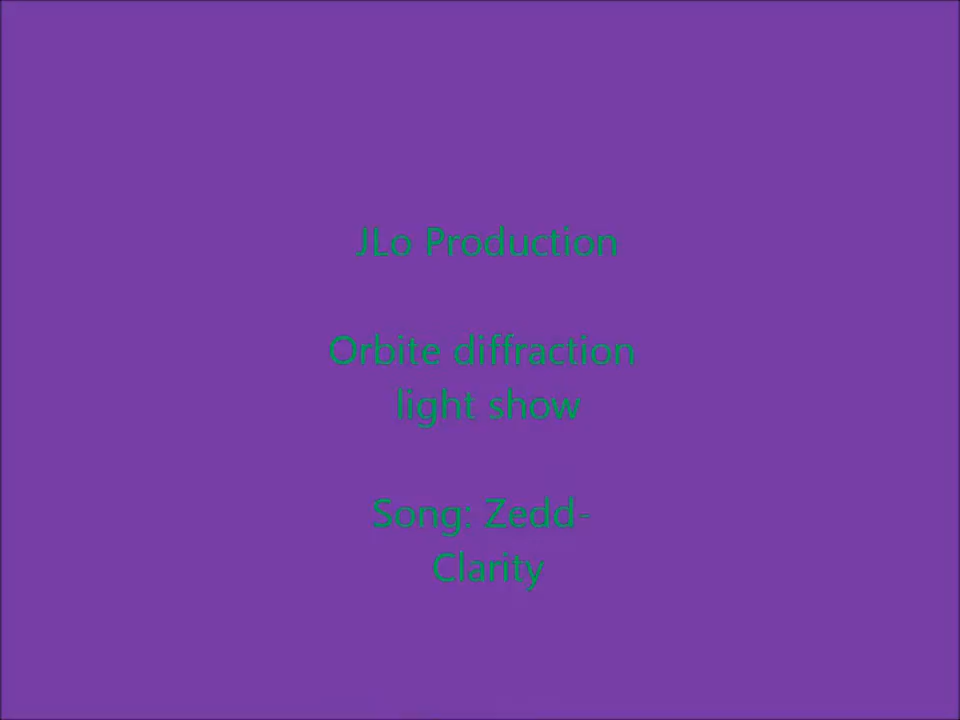 JLo Production
Orbite diffraction
light show
Song: Zedd-
Clarity